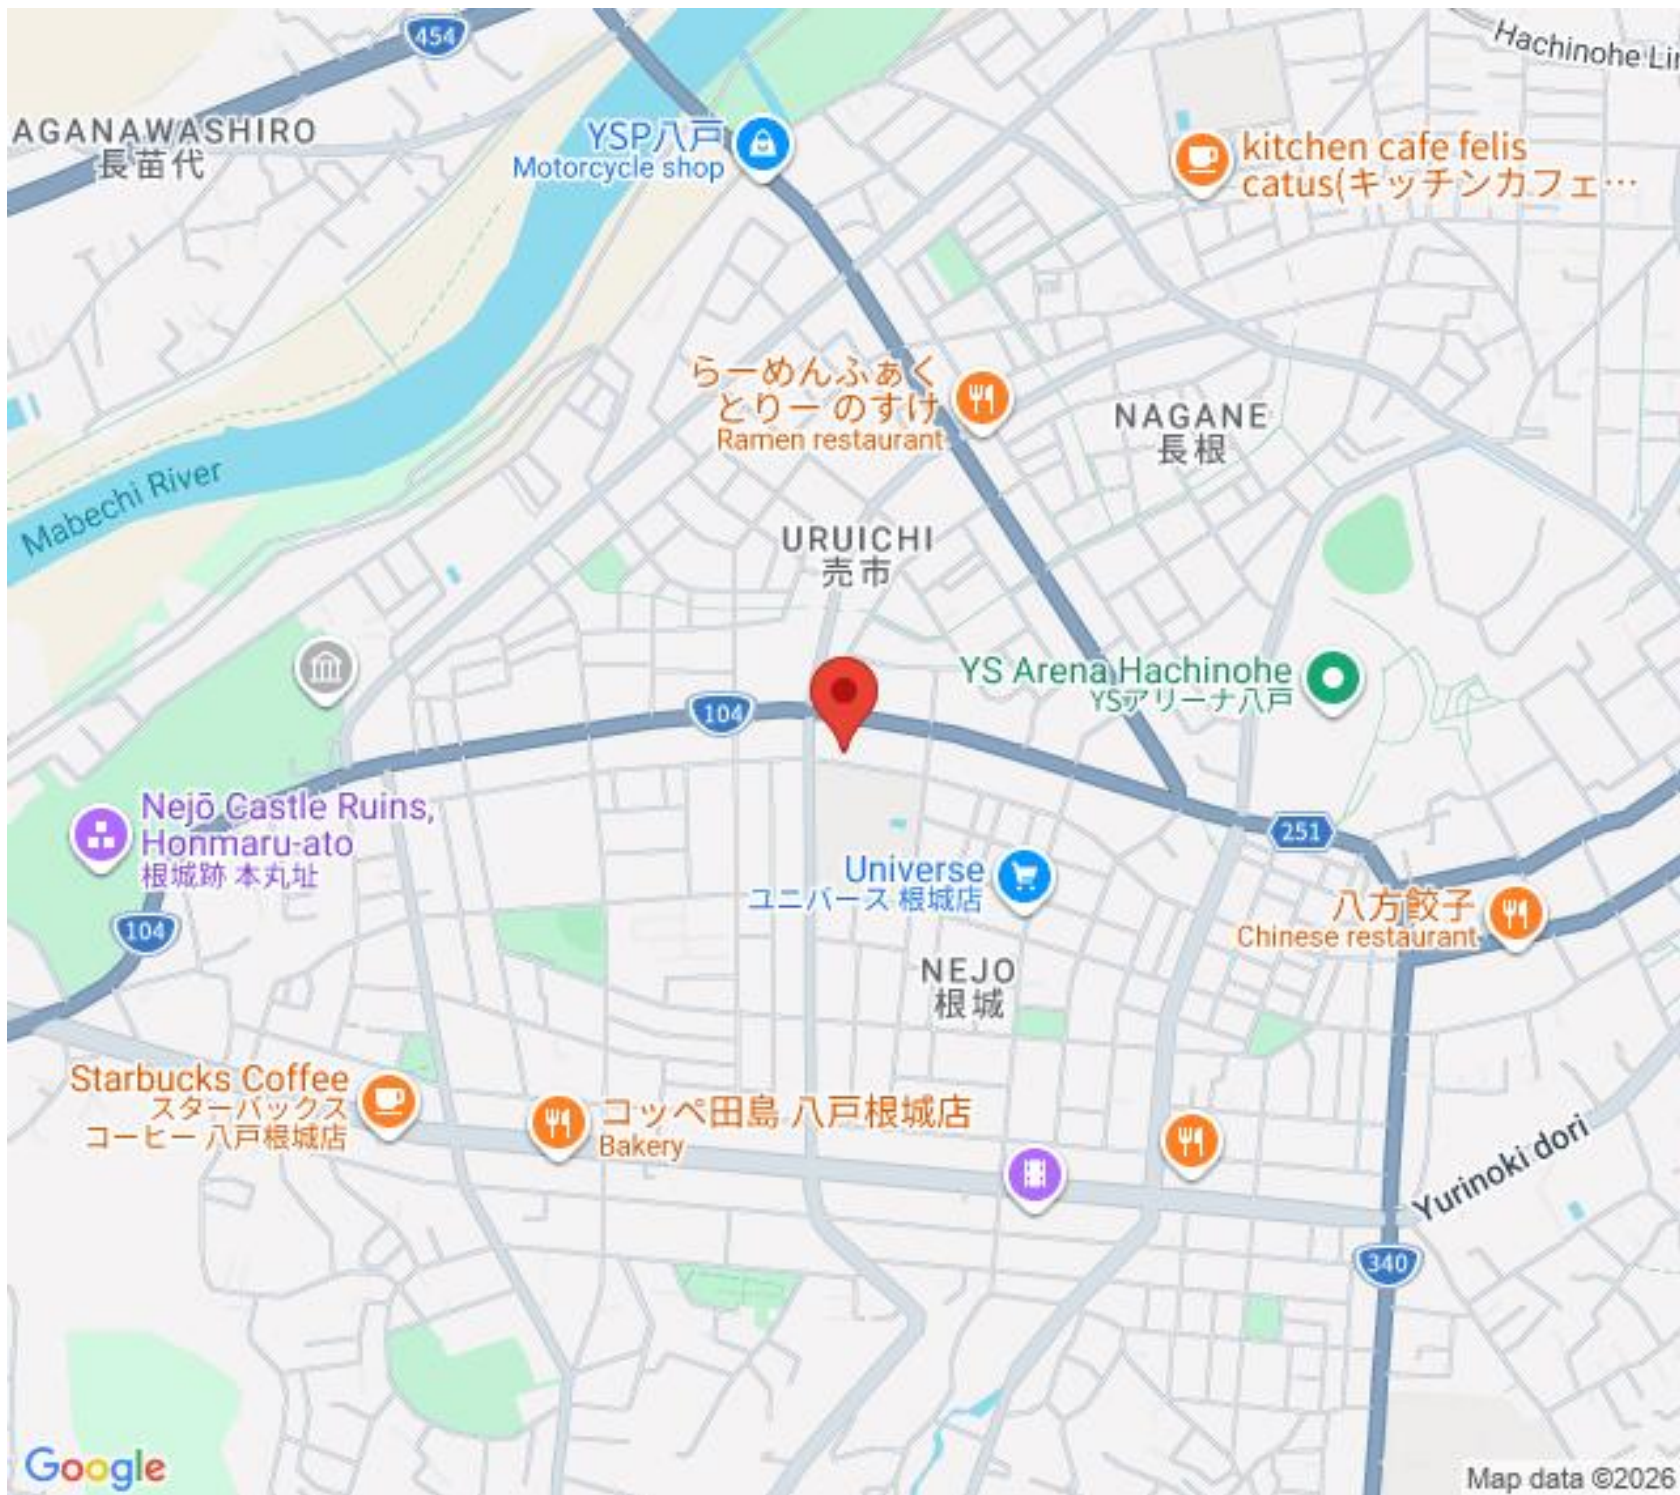 454
Hachinohe Lin
AGANAWASHIRO
長苗代
YSP八戸
Motorcycle shop
kitchen cafe felis
catus(キッチンカフェ…
らーめんふぁく
とりー のすけ
Ramen restaurant
NAGANE
長根
Mabechi River
URUICHI
売市
YS Arena Hachinohe
YSアリーナ八戸
104
Nejō Castle Ruins,
Honmaru-ato
根城跡 本丸址
251
Universe
ユニバース 根城店
八方餃子
Chinese restaurant
104
NEJO
根城
Starbucks Coffee
スターバックス
コーヒー 八戸根城店
コッペ田島 八戸根城店
Bakery
Yurinoki dori
340
Google
Map data ©2026